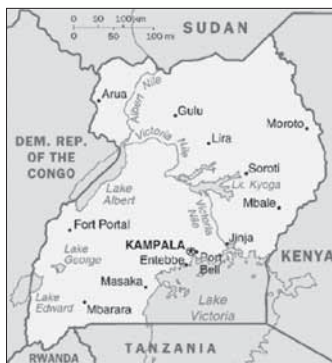 0 50 100 km
0 50 100 mi
SUDAN
Arua
Albert Nile
Gulu
Moroto
Victoria Nile
Lira
DEM. REP.
OF THE
CONGO
Soroti
Lk. Kyoga
Lake
Albert
Mbale
Victoria
Nile
Fort Portal
KAMPALA
Jinja
Port
Bell
Entebbe
KENYA
Lake
George
Masaka
Lake
Edward
Mbarara
Lake
Victoria
RWANDA
TANZANIA